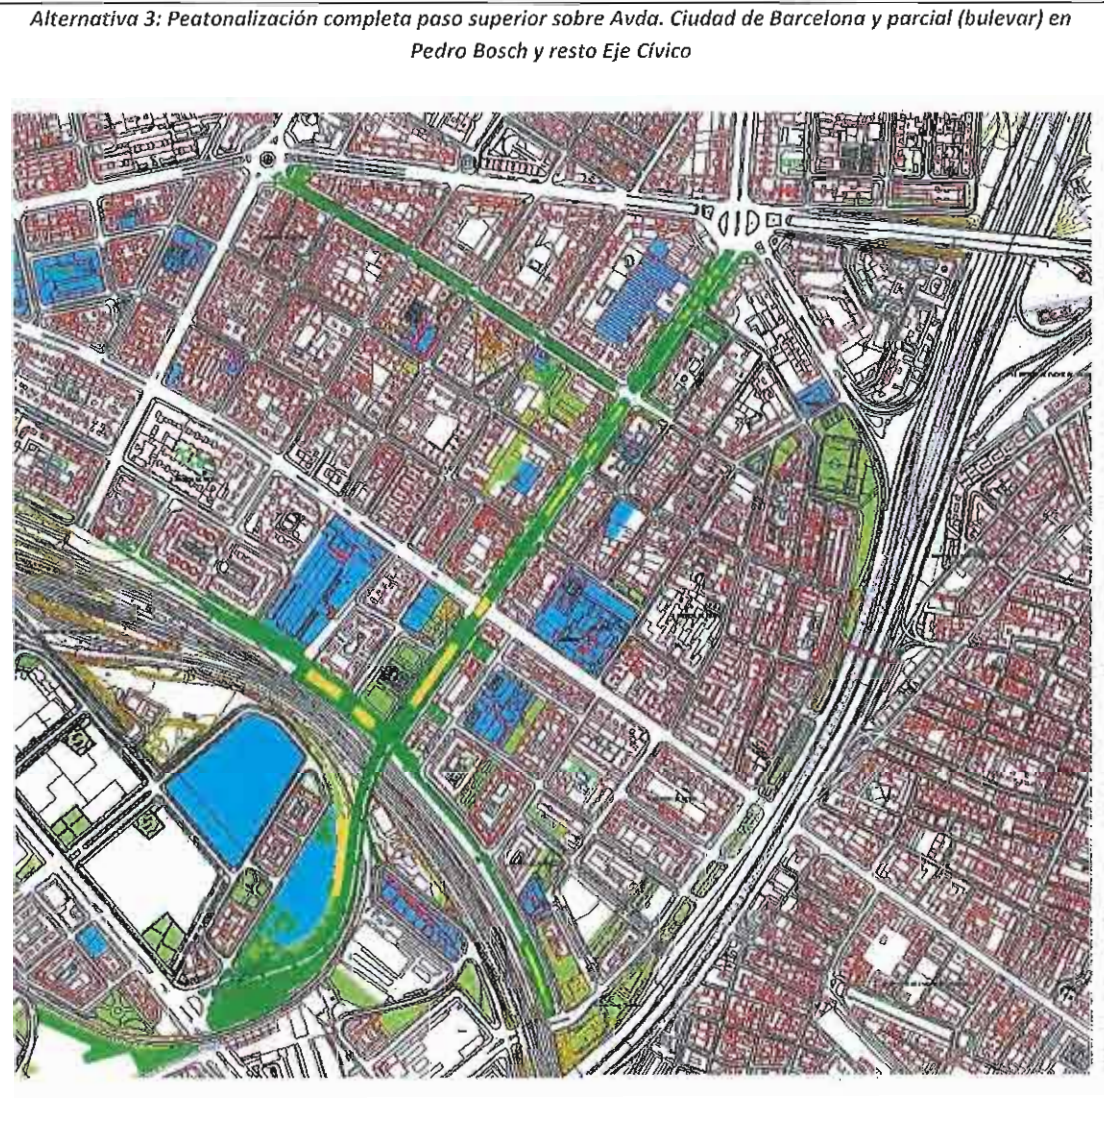 Alternativa 3: Peatonalización completa paso superior sobre Avda. Ciudad de Barcelona y parcial (bulevar) en
Pedro Bosch y resto Eje Cívico